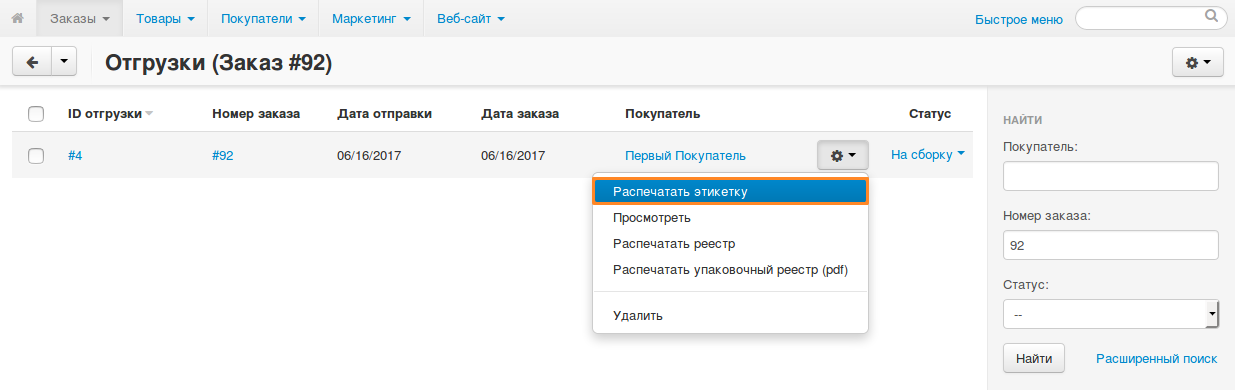 Заказы Товары Покупатели Маркетинг Веб-сайт Быстрое меню
Отгрузки (Заказ #92)
ID отгрузки Номер заказа Дата отправки Дата заказа Покупатель Статус
#4 #92 06/16/2017 06/16/2017 Первый Покупатель На сборку
Распечатать этикетку
Просмотреть
Распечатать реестр
Распечатать упаковочный реестр (pdf)
Удалить
НАЙТИ
Покупатель:
Номер заказа:
92
Статус:
--
Найти Расширенный поиск